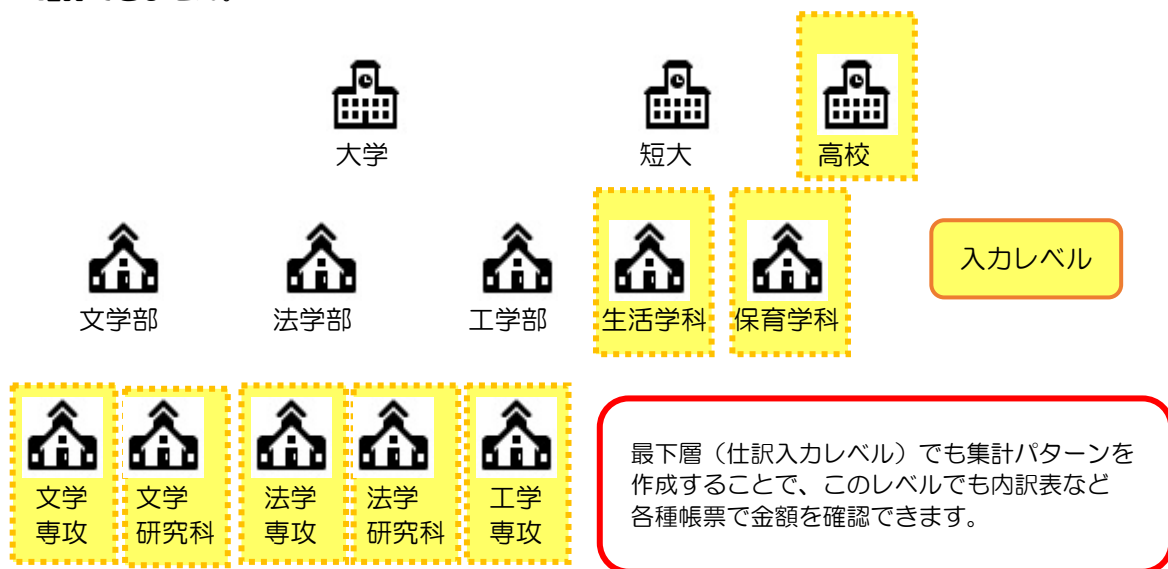 大学
短大
高校
文学部
法学部
工学部
生活学科
保育学科
入力レベル
文学
専攻
文学
研究科
法学
専攻
法学
研究科
工学
専攻
最下層（仕訳入力レベル）でも集計パターンを
作成することで、このレベルでも内訳表など
各種帳票で金額を確認できます。